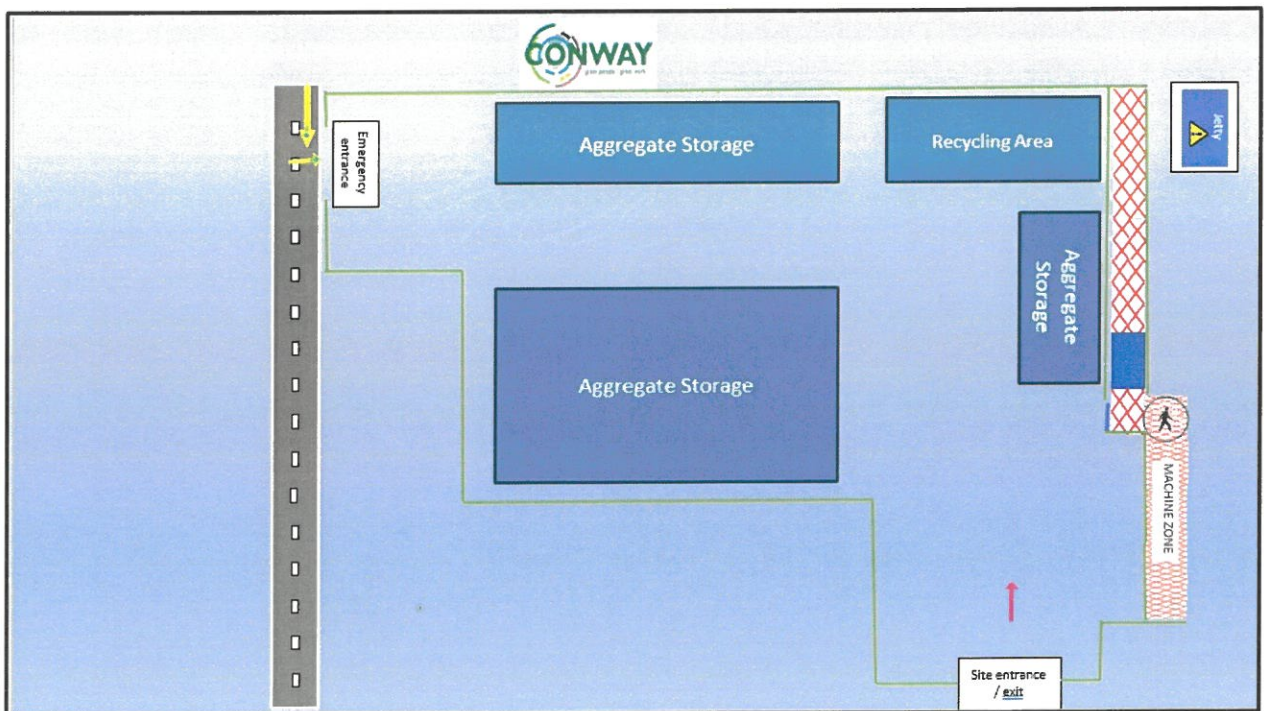 CONWAY
Jetty
Emergency
entrance
Aggregate Storage
Recycling Area
Aggregate
Storage
Aggregate Storage
MACHINE ZONE
Site entrance
/ exit